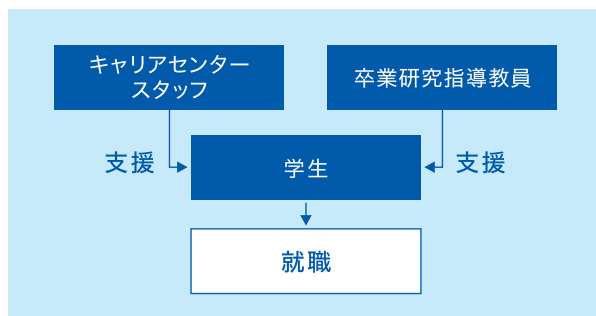 キャリアセンター
スタッフ
卒業研究指導教員
支援
学生
支援
就職